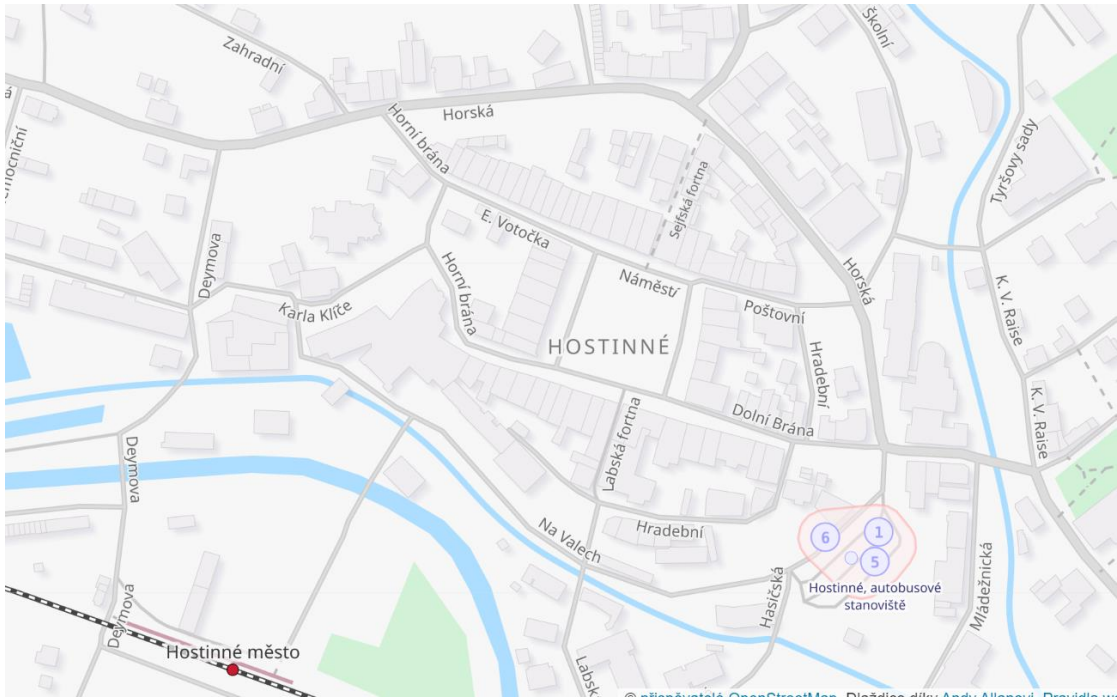 Školní
Zahradní
Horská
Horní brána
Tyršovy sady
Sejfská fortna
E. Votočka
Deymova
Horská
Horní brána
Náměstí
K. V. Raise
Karla Klíče
Poštovní
HOSTINNÉ
Hradební
K. V. Raise
Dolní Brána
Labská fortna
Deymova
Hradební
Na Valech
6
1
5
Hostinné, autobusové
stanoviště
Hasičská
Mládežnická
Deymova
Hostinné město